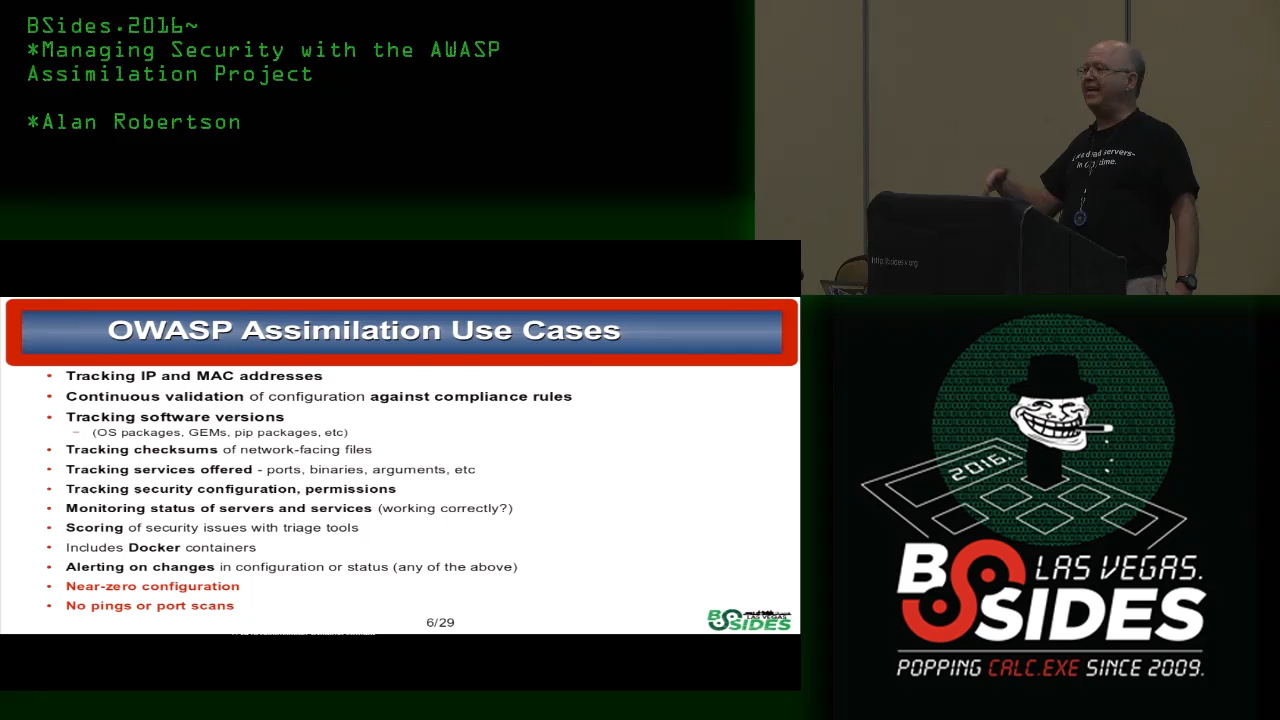 BSides.2016~
*Managing Security with the AWASP
Assimilation Project
*Alan Robertson
servers-
time.
OWASP Assimilation Use Cases
• Tracking IP and MAC addresses
• Continuous validation of configuration against compliance rules
• Tracking software versions
– (OS packages, GEMs, pip packages, etc)
• Tracking checksums of network-facing files
• Tracking services offered - ports, binaries, arguments, etc
• Tracking security configuration, permissions
• Monitoring status of servers and services (working correctly?)
• Scoring of security issues with triage tools
• Includes Docker containers
• Alerting on changes in configuration or status (any of the above)
• Near-zero configuration
• No pings or port scans
6/29
BSIDES
LAS VEGAS
2016.
BSIDES
LAS VEGAS.
POPPING CALC.EXE SINCE 2009.